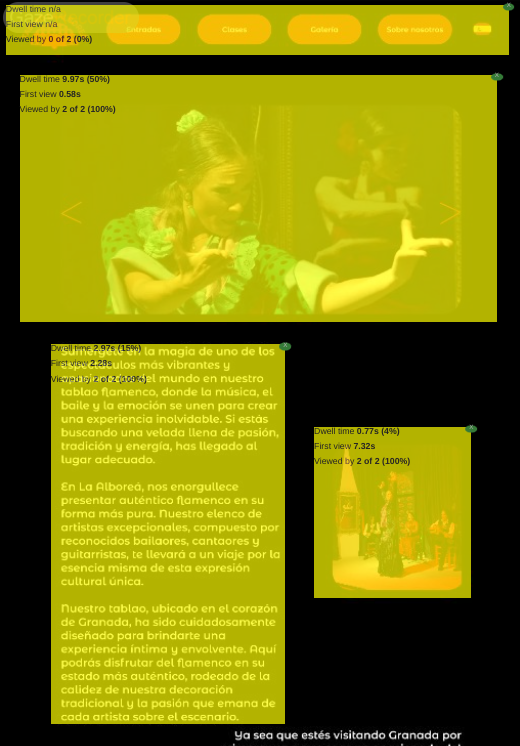 Dwell time n/a
First view n/a
Viewed by 0 of 2 (0%)
Entradas
Clases
Galería
Sobre nosotros
Dwell time 9.97s (50%)
First view 0.58s
Viewed by 2 of 2 (100%)
Dwell time 2.97s (15%)
First view 2.28s
Viewed by 2 of 2 (100%)
Sumérgete en la magia de uno de los
espectáculos más vibrantes y
del mundo en nuestro
tablao flamenco, donde la música, el
baile y la emoción se unen para crear
una experiencia inolvidable. Si estás
buscando una velada llena de pasión,
tradición y energía, has llegado al
lugar adecuado.
En La Alboreá, nos enorgullece
presentar auténtico flamenco en su
forma más pura. Nuestro elenco de
artistas excepcionales, compuesto por
reconocidos bailaores, cantaores y
guitarristas, te llevará a un viaje por la
esencia misma de esta expresión
cultural única.
Nuestro tablao, ubicado en el corazón
de Granada, ha sido cuidadosamente
diseñado para brindarte una
experiencia íntima y envolvente. Aquí
podrás disfrutar del flamenco en su
estado más auténtico, rodeado de la
calidez de nuestra decoración
tradicional y la pasión que emana de
cada artista sobre el escenario.
Dwell time 0.77s (4%)
First view 7.32s
Viewed by 2 of 2 (100%)
Ya sea que estés visitando Granada por